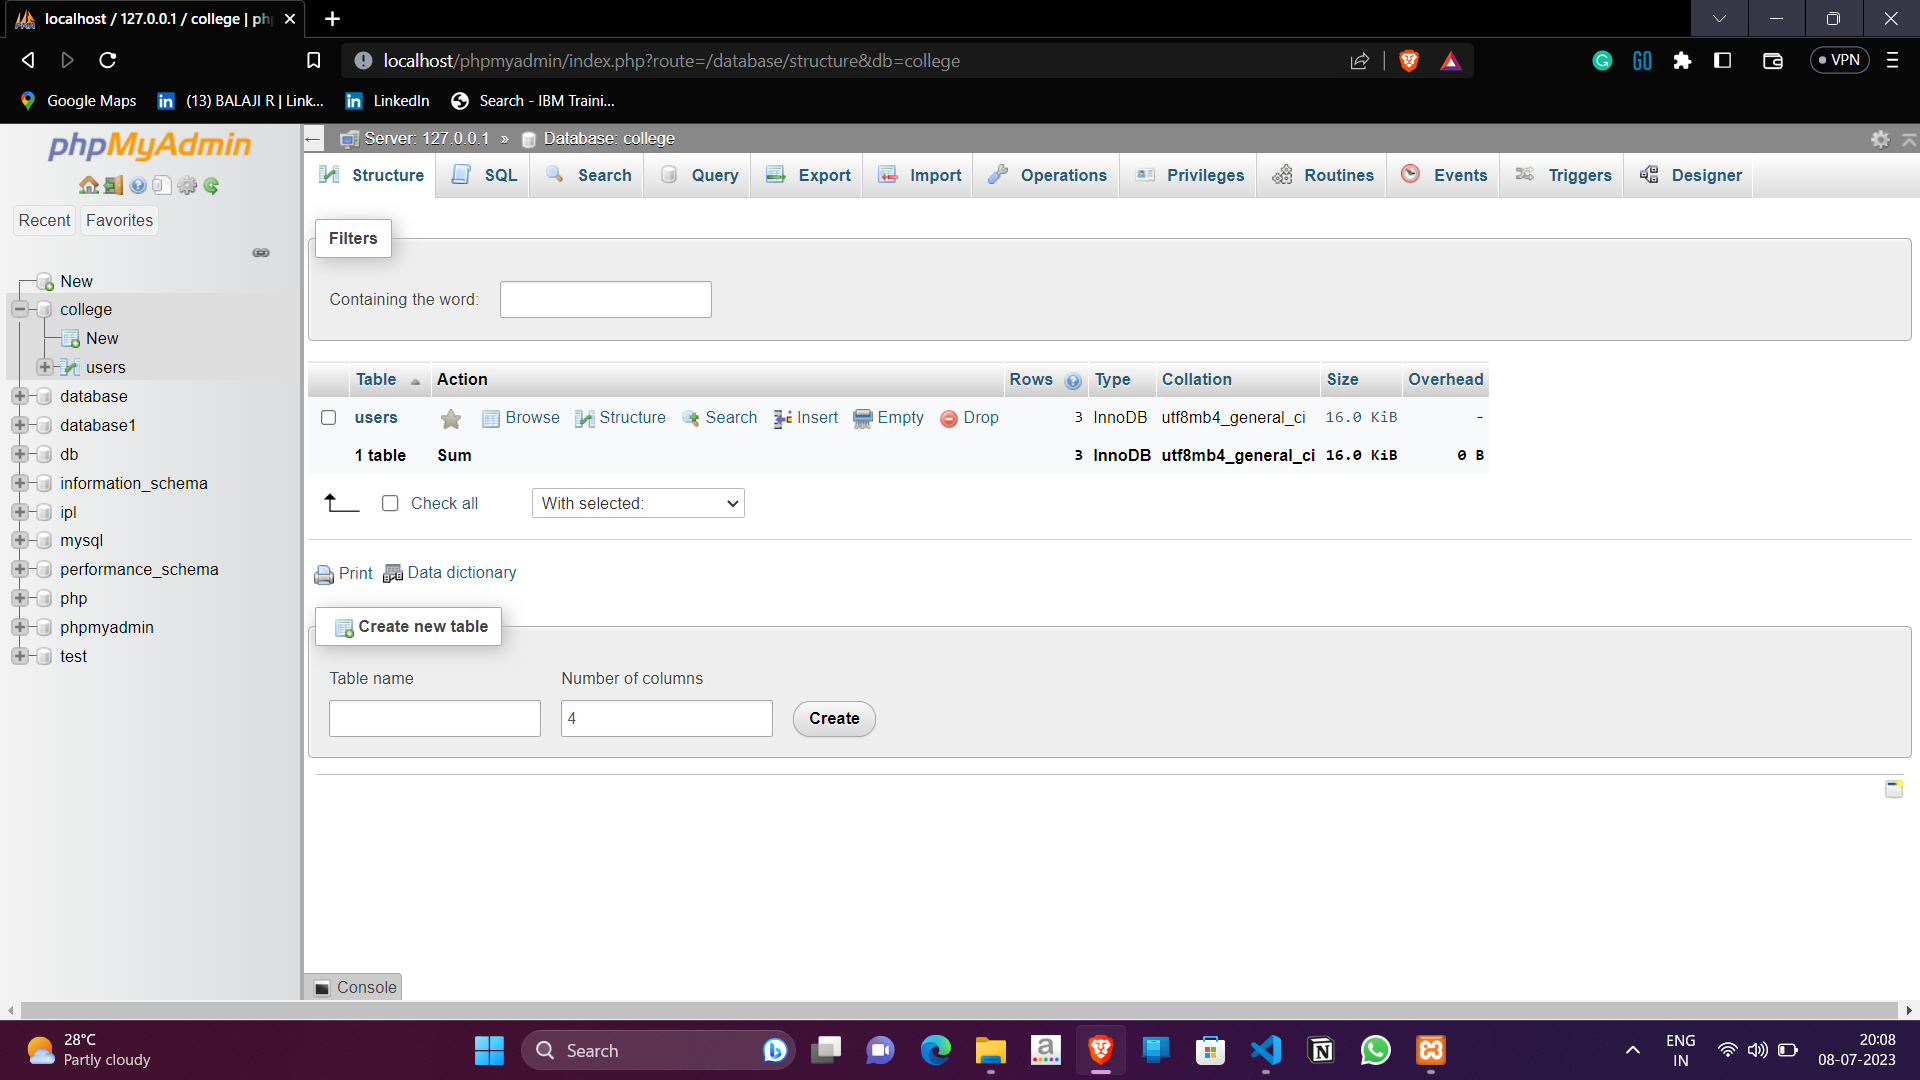 localhost / 127.0.0.1 / college | ph
localhost/phpmyadmin/index.php?route=/database/structure&db=college
VPN
Google Maps
(13) BALAJI R | Link...
LinkedIn
Search - IBM Traini...
phpMyAdmin
Recent
Favorites
New
college
New
users
database
database1
db
information_schema
ipl
mysql
performance_schema
php
phpmyadmin
test
Server: 127.0.0.1 » Database: college
Structure
SQL
Search
Query
Export
Import
Operations
Privileges
Routines
Events
Triggers
Designer
Filters
Containing the word:
Table Action Rows Type Collation Size Overhead
users Browse Structure Search Insert Empty Drop 3 InnoDB utf8mb4_general_ci 16.0 KiB -
1 table Sum 3 InnoDB utf8mb4_general_ci 16.0 KiB 0 B
Check all
With selected:
Print
Data dictionary
Create new table
Table name
Number of columns
4
Create
Console
28°C
Partly cloudy
Search
ENG
IN
20:08
08-07-2023